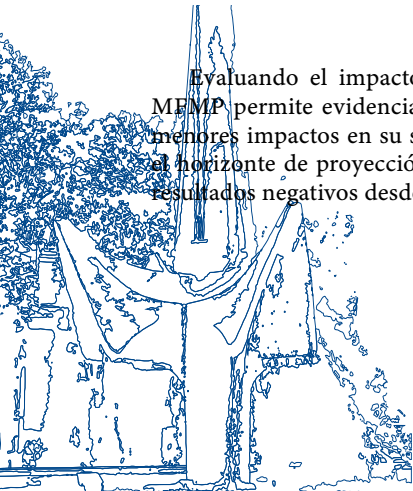 Evaluando el impacto
MFMP permite evidencia
menores impactos en su s
el horizonte de proyecció
resultados negativos desd